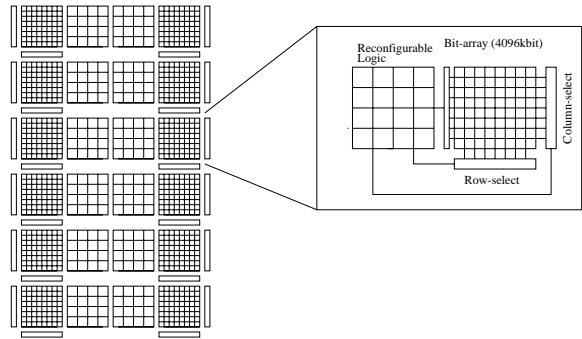 Reconfigurable
Logic
Bit-array (4096kbit)
Column-select
Row-select